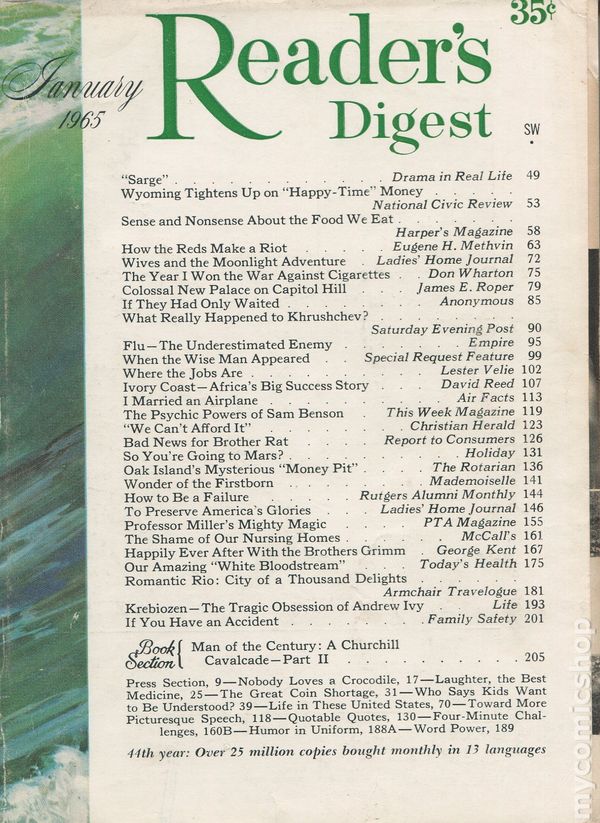 35¢
January
1965
Reader's
Digest
SW
"Sarge" . . . . . . . . . . . Drama in Real Life 49
Wyoming Tightens Up on "Happy-Time" Money . . . . .
National Civic Review 53
Sense and Nonsense About the Food We Eat . . . . . .
Harper's Magazine 58
How the Reds Make a Riot . . . . . Eugene H. Methvin 63
Wives and the Moonlight Adventure . Ladies' Home Journal 72
The Year I Won the War Against Cigarettes . Don Wharton 75
Colossal New Palace on Capitol Hill . . . James E. Roper 79
If They Had Only Waited . . . . . . . Anonymous 85
What Really Happened to Khrushchev? . . . . . . .
Saturday Evening Post 90
Flu—The Underestimated Enemy . . . . . Empire 95
When the Wise Man Appeared . . Special Request Feature 99
Where the Jobs Are . . . . . . . . Lester Velie 102
Ivory Coast—Africa's Big Success Story . . . David Reed 107
I Married an Airplane . . . . . . . . Air Facts 113
The Psychic Powers of Sam Benson . This Week Magazine 119
"We Can't Afford It" . . . . . . Christian Herald 123
Bad News for Brother Rat . . . . Report to Consumers 126
So You're Going to Mars? . . . . . . . Holiday 131
Oak Island's Mysterious "Money Pit" . . . The Rotarian 136
Wonder of the Firstborn . . . . . . Mademoiselle 141
How to Be a Failure . . . . Rutgers Alumni Monthly 144
To Preserve America's Glories . . Ladies' Home Journal 146
Professor Miller's Mighty Magic . . . . PTA Magazine 155
The Shame of Our Nursing Homes . . . . . McCall's 161
Happily Ever After With the Brothers Grimm . George Kent 167
Our Amazing "White Bloodstream" . . . Today's Health 175
Romantic Rio: City of a Thousand Delights . . . . . .
Armchair Travelogue 181
Krebiozen—The Tragic Obsession of Andrew Ivy . Life 193
If You Have an Accident . . . . . . Family Safety 201
Book Section { Man of the Century: A Churchill
Cavalcade—Part II . . . . . . . . . 205
Press Section, 9—Nobody Loves a Crocodile, 17—Laughter, the Best
Medicine, 25—The Great Coin Shortage, 31—Who Says Kids Want
to Be Understood? 39—Life in These United States, 70—Toward More
Picturesque Speech, 118—Quotable Quotes, 130—Four-Minute Chal-
lenges, 160B—Humor in Uniform, 188A—Word Power, 189
44th year: Over 25 million copies bought monthly in 13 languages
mycomicshop